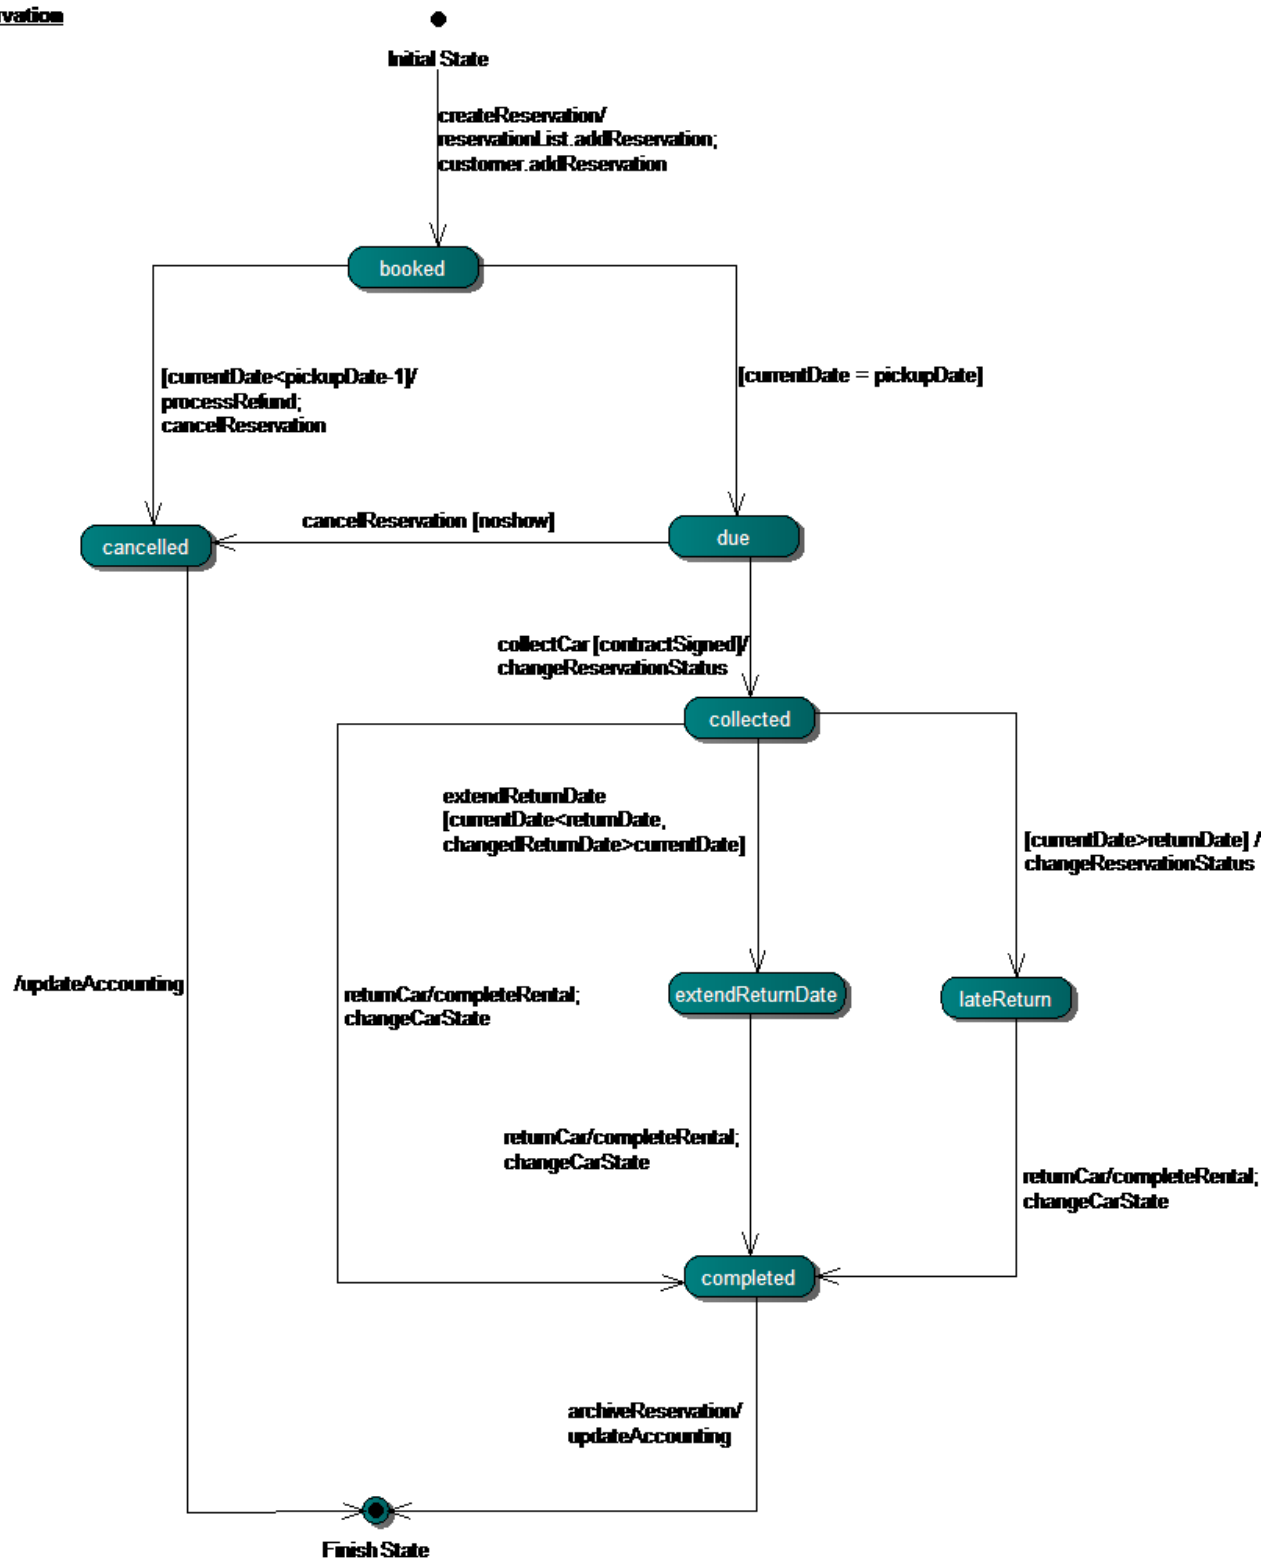 rvation
Initial State
createReservation/
reservationList.addReservation;
customer.addReservation
booked
[currentDate<pickupDate-1]/
processRefund;
cancelReservation
[currentDate = pickupDate]
cancelReservation [noshow]
cancelled
due
collectCar [contractSigned]/
changeReservationStatus
collected
extendReturnDate
[currentDate<returnDate,
changedReturnDate>currentDate]
[currentDate>returnDate] /
changeReservationStatus
/updateAccounting
returnCar/completeRental;
changeCarState
extendReturnDate
lateReturn
returnCar/completeRental;
changeCarState
returnCar/completeRental;
changeCarState
completed
archiveReservation/
updateAccounting
Finish State